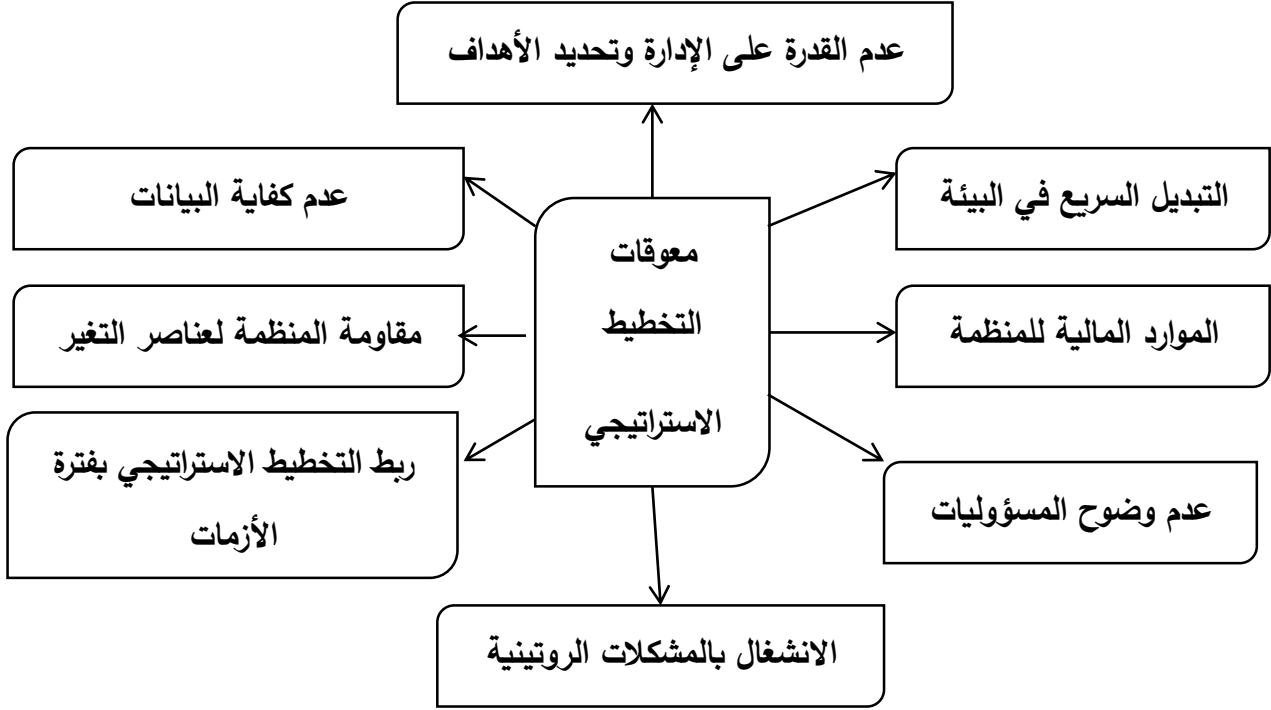 عدم القدرة على الإدارة وتحديد الأهداف
التبديل السريع في البيئة
عدم كفاية البيانات
معوقات
التخطيط
الاستراتيجي
الموارد المالية للمنظمة
مقاومة المنظمة لعناصر التغير
عدم وضوح المسؤوليات
ربط التخطيط الاستراتيجي بفترة
الأزمات
الانشغال بالمشكلات الروتينية